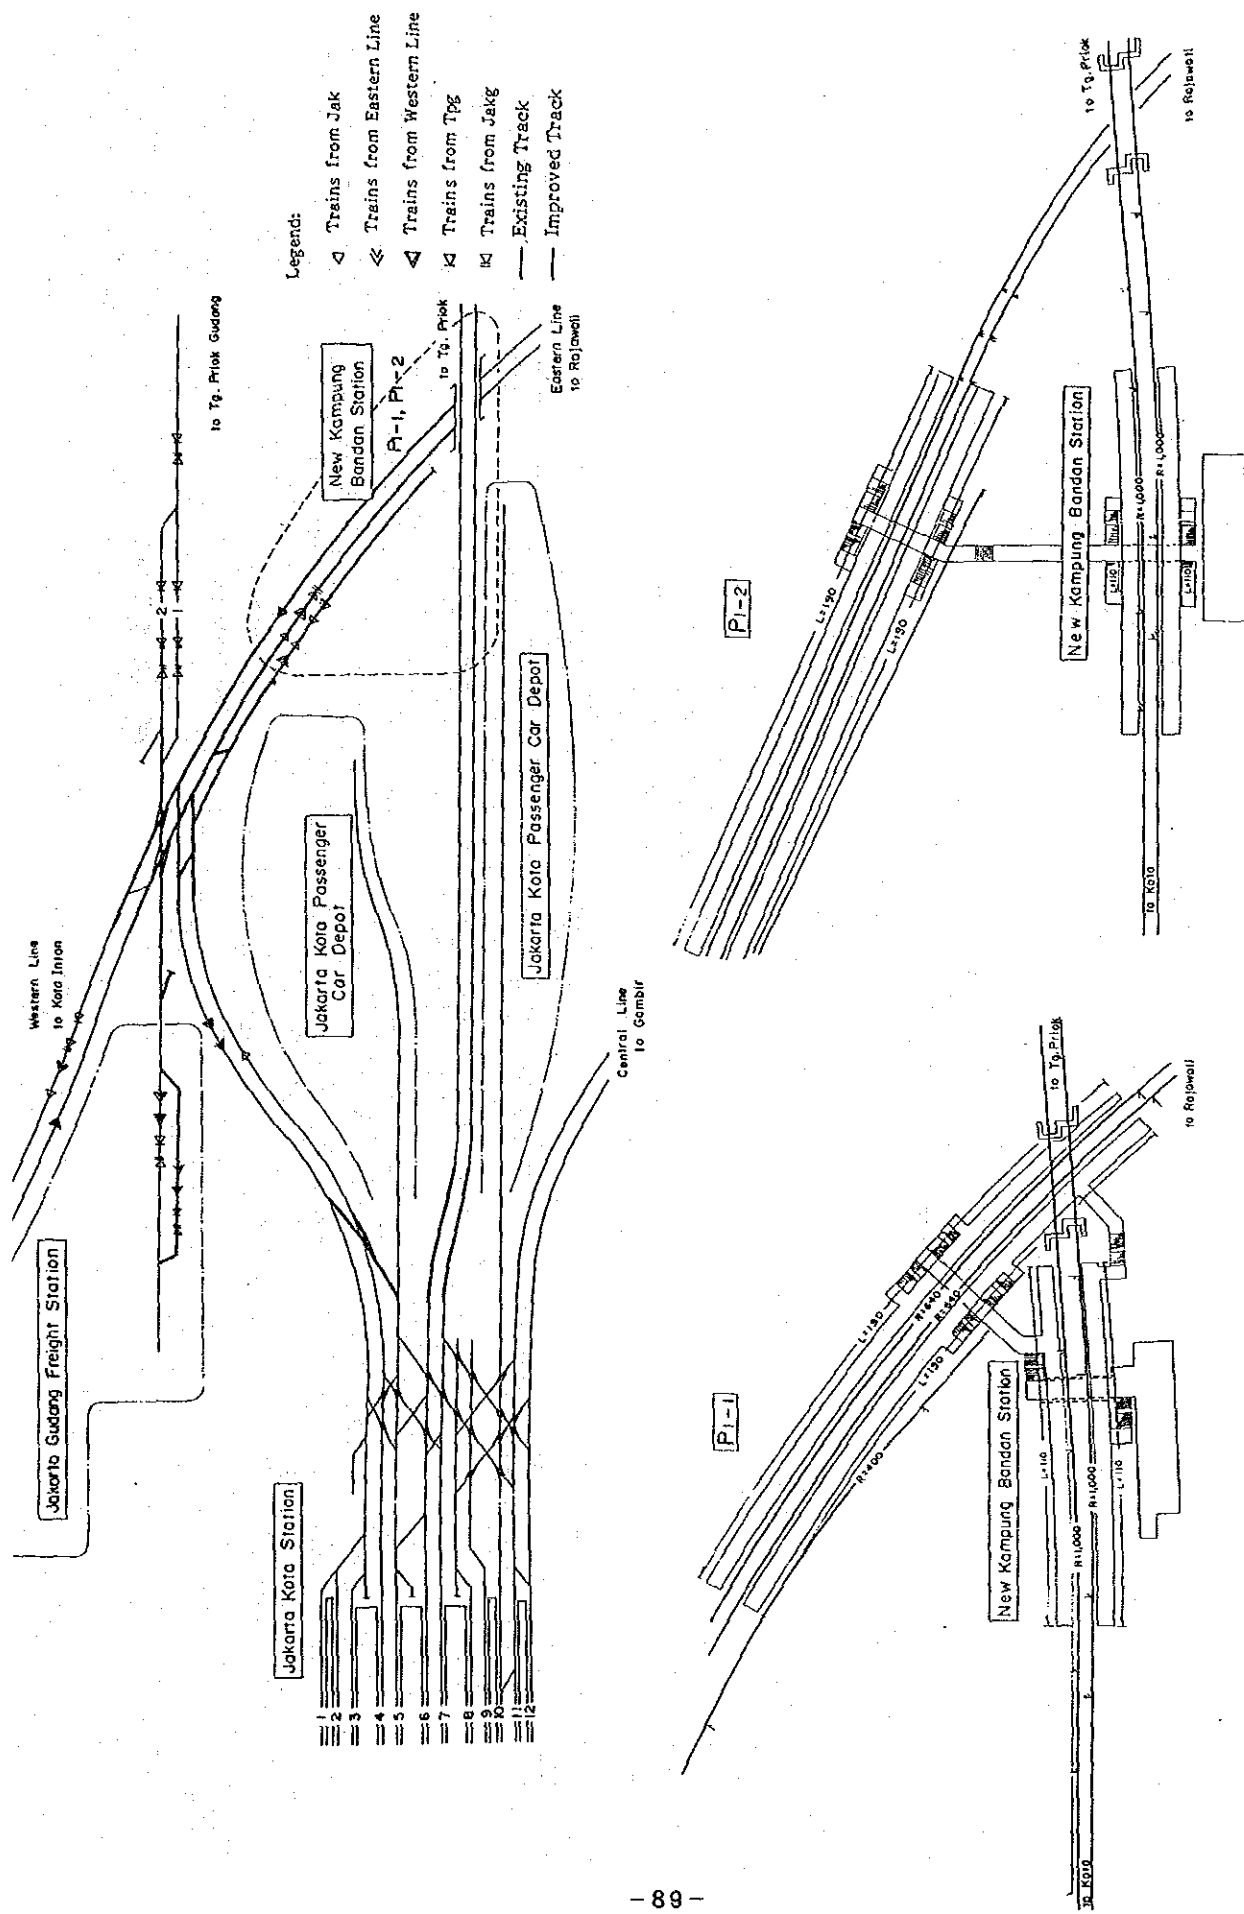 Jakarta Gudang Freight Station
Western Line
to Kota Intan
2
1
to Tg. Priok Gudang
Legend:
Trains from Jak
Trains from Eastern Line
Trains from Western Line
Trains from Tpg
Trains from Jakg
Existing Track
Improved Track
New Kampung
Bandan Station
P1-1, P1-2
to Tg. Priok
Eastern Line
to Rajawali
Jakarta Kota Passenger
Car Depot
Jakarta Kota Passenger Car Depot
Central Line
to Gambir
Jakarta Kota Station
1
2
3
4
5
6
7
8
9
10
11
12
P1-1
L=190
R=640
R=540
L=190
R=400
New Kampung Bandan Station
L=110
R=1,000
R=1,000
L=110
to Kota
to Tg. Priok
to Rajawali
P1-2
L=190
L=190
New Kampung Bandan Station
L=110
R=1,000
R=1,000
L=110
to Kota
to Tg. Priok
to Rajawali
-89-